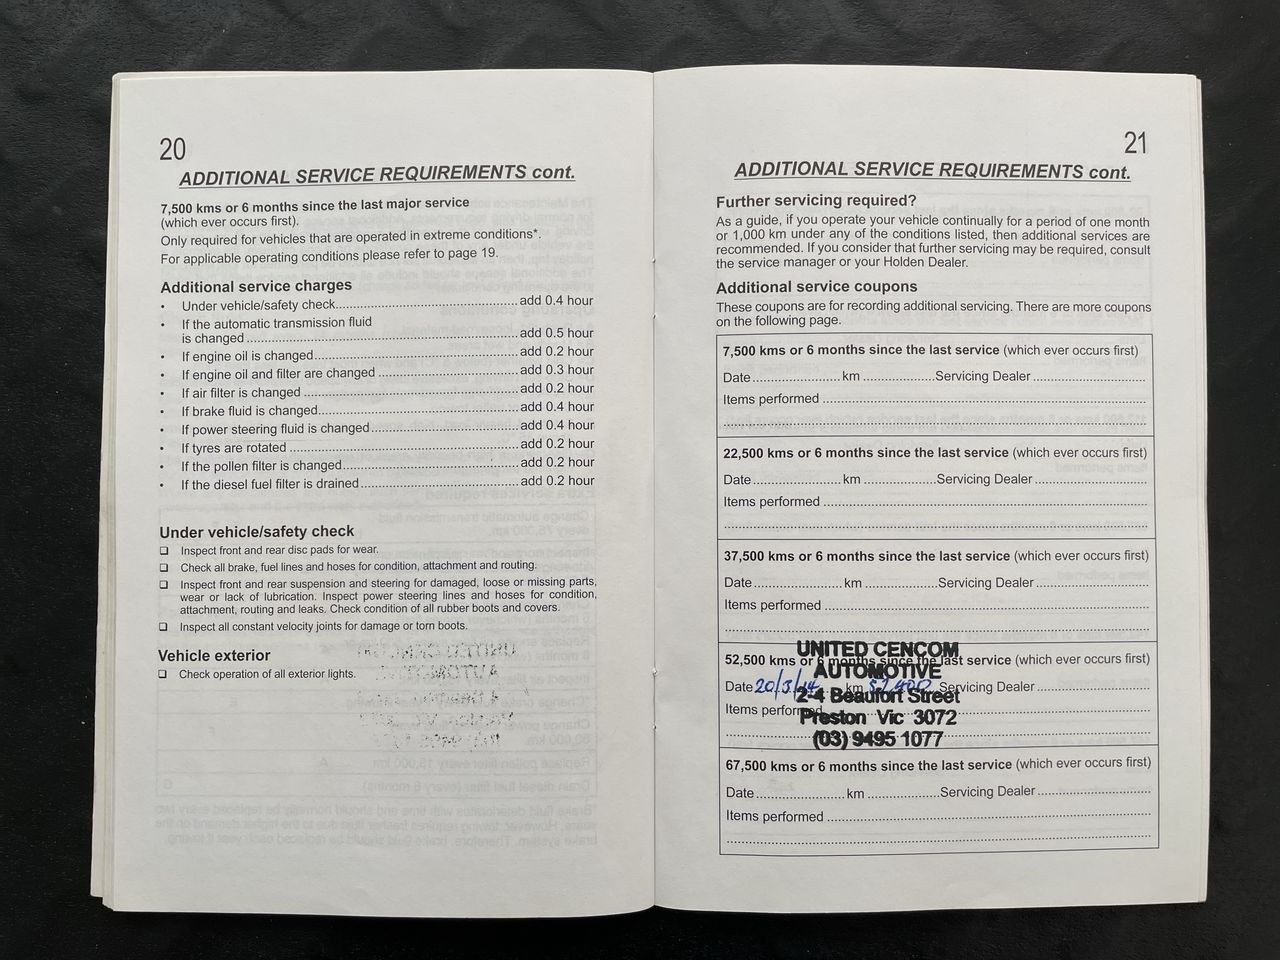 20
ADDITIONAL SERVICE REQUIREMENTS cont.
7,500 kms or 6 months since the last major service
(which ever occurs first).
Only required for vehicles that are operated in extreme conditions*.
For applicable operating conditions please refer to page 19.
Additional service charges
• Under vehicle/safety check.......... add 0.4 hour
• If the automatic transmission fluid
is changed .......... add 0.5 hour
• If engine oil is changed.......... add 0.2 hour
• If engine oil and filter are changed .......... add 0.3 hour
• If air filter is changed .......... add 0.2 hour
• If brake fluid is changed.......... add 0.4 hour
• If power steering fluid is changed.......... add 0.4 hour
• If tyres are rotated .......... add 0.2 hour
• If the pollen filter is changed.......... add 0.2 hour
• If the diesel fuel filter is drained.......... add 0.2 hour
Under vehicle/safety check
❑ Inspect front and rear disc pads for wear.
❑ Check all brake, fuel lines and hoses for condition, attachment and routing.
❑ Inspect front and rear suspension and steering for damaged, loose or missing parts,
wear or lack of lubrication. Inspect power steering lines and hoses for condition,
attachment, routing and leaks. Check condition of all rubber boots and covers.
❑ Inspect all constant velocity joints for damage or torn boots.
Vehicle exterior
❑ Check operation of all exterior lights.
21
ADDITIONAL SERVICE REQUIREMENTS cont.
Further servicing required?
As a guide, if you operate your vehicle continually for a period of one month
or 1,000 km under any of the conditions listed, then additional services are
recommended. If you consider that further servicing may be required, consult
the service manager or your Holden Dealer.
Additional service coupons
These coupons are for recording additional servicing. There are more coupons
on the following page.
7,500 kms or 6 months since the last service (which ever occurs first)
Date.......... km ..........Servicing Dealer ..........
Items performed ..........
22,500 kms or 6 months since the last service (which ever occurs first)
Date.......... km ..........Servicing Dealer ..........
Items performed ..........
37,500 kms or 6 months since the last service (which ever occurs first)
Date.......... km ..........Servicing Dealer ..........
Items performed ..........
UNITED CENCOM
52,500 kms or 6 months since the last service (which ever occurs first)
AUTOMOTIVE
Date 20/3/14 km Servicing Dealer ..........
2-4 Beaufort Street
Items performed
Preston Vic 3072
(03) 9495 1077
67,500 kms or 6 months since the last service (which ever occurs first)
Date.......... km ..........Servicing Dealer ..........
Items performed ..........